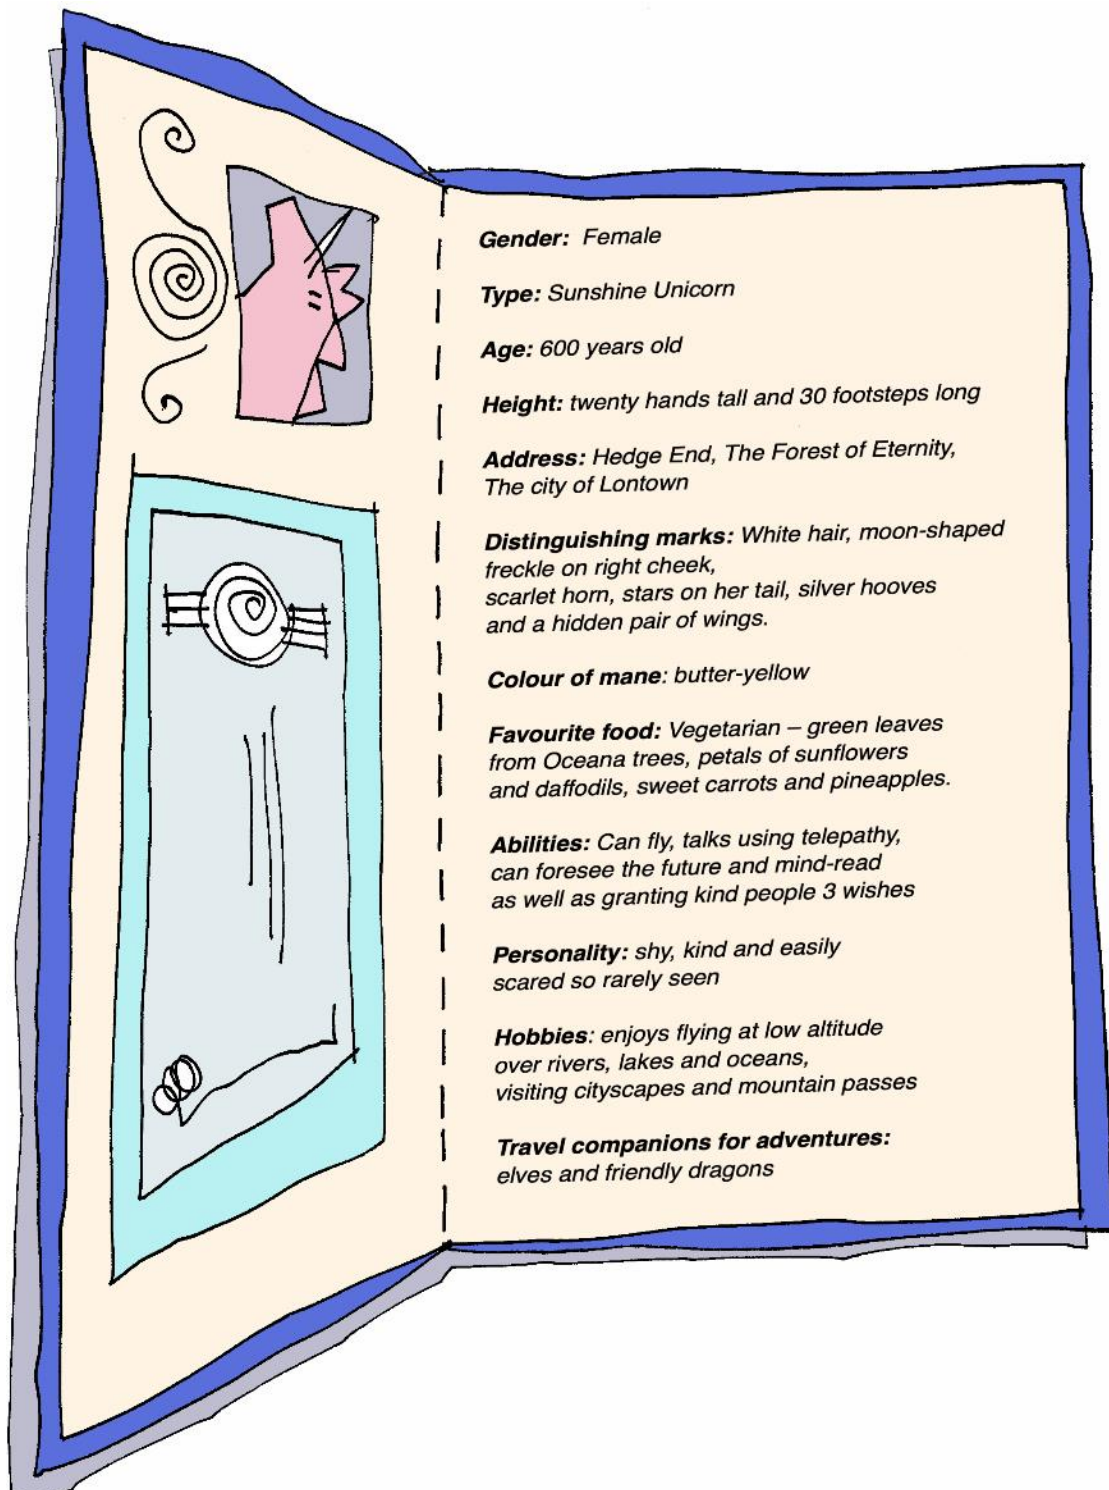 Gender: Female
Type: Sunshine Unicorn
Age: 600 years old
Height: twenty hands tall and 30 footsteps long
Address: Hedge End, The Forest of Eternity,
The city of Lontown
Distinguishing marks: White hair, moon-shaped
freckle on right cheek,
scarlet horn, stars on her tail, silver hooves
and a hidden pair of wings.
Colour of mane: butter-yellow
Favourite food: Vegetarian – green leaves
from Oceana trees, petals of sunflowers
and daffodils, sweet carrots and pineapples.
Abilities: Can fly, talks using telepathy,
can foresee the future and mind-read
as well as granting kind people 3 wishes
Personality: shy, kind and easily
scared so rarely seen
Hobbies: enjoys flying at low altitude
over rivers, lakes and oceans,
visiting cityscapes and mountain passes
Travel companions for adventures:
elves and friendly dragons